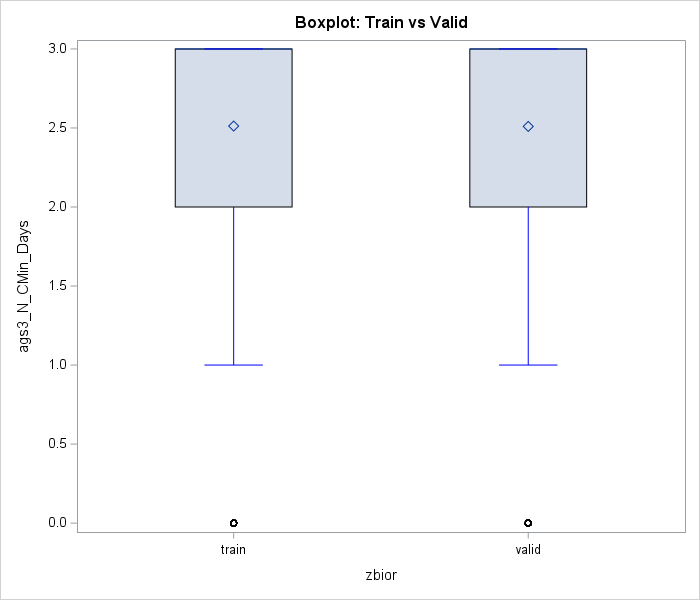 Boxplot: Train vs Valid
3.0
2.5
2.0
1.5
1.0
0.5
0.0
ags3_N_CMin_Days
train
valid
zbior